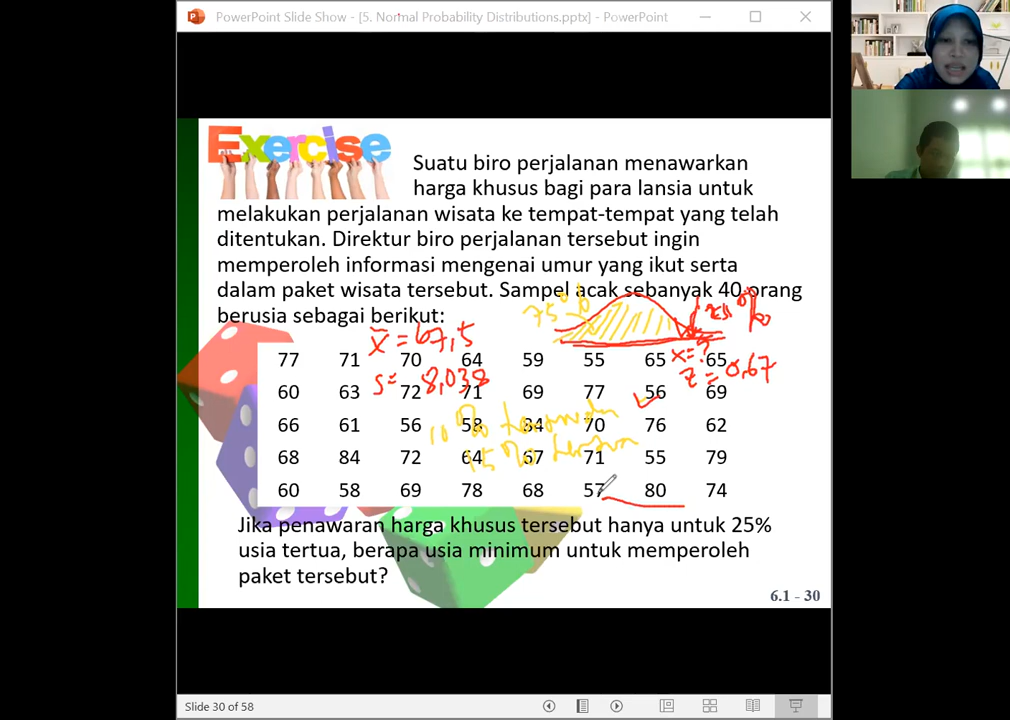 PowerPoint Slide Show - [5. Normal Probability Distributions.pptx] - PowerPoint
Exercise
Suatu biro perjalanan menawarkan
harga khusus bagi para lansia untuk
melakukan perjalanan wisata ke tempat-tempat yang telah
ditentukan. Direktur biro perjalanan tersebut ingin
memperoleh informasi mengenai umur yang ikut serta
dalam paket wisata tersebut. Sampel acak sebanyak 40 orang
berusia sebagai berikut:
75%
25%
x̄ = 67,5
x = ?
s = 8,038
z = 0,67
77 71 70 64 59 55 65 65
60 63 72 71 69 77 56 69
66 61 56 58 84 70 76 62
68 84 72 64 67 71 55 79
60 58 69 78 68 57 80 74
10% termuda
15% tertua
Jika penawaran harga khusus tersebut hanya untuk 25%
usia tertua, berapa usia minimum untuk memperoleh
paket tersebut?
6.1 - 30
Slide 30 of 58